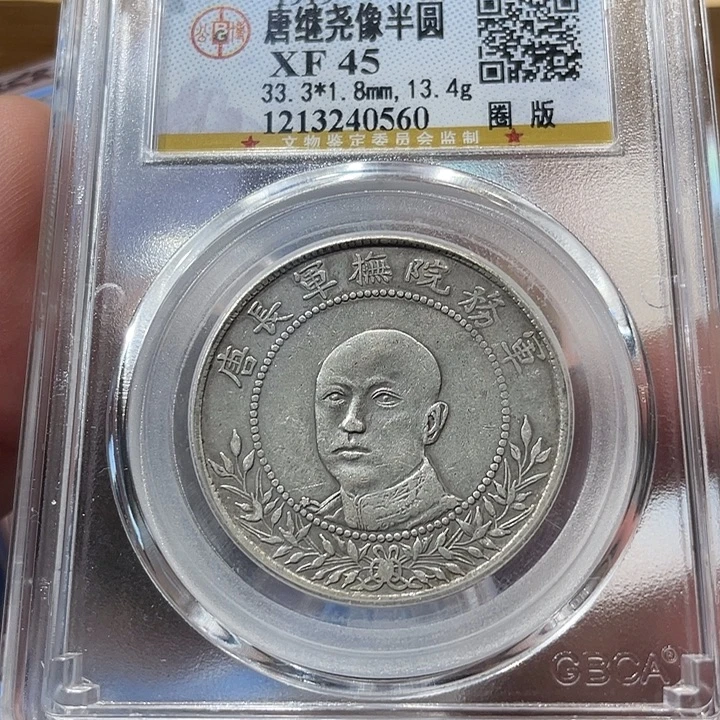 唐继尧像半圆
XF 45
33.3*1.8mm,13.4g
1213240560 圈 版
文物鉴定委员会监制
軍務院撫軍長唐
GBCA®